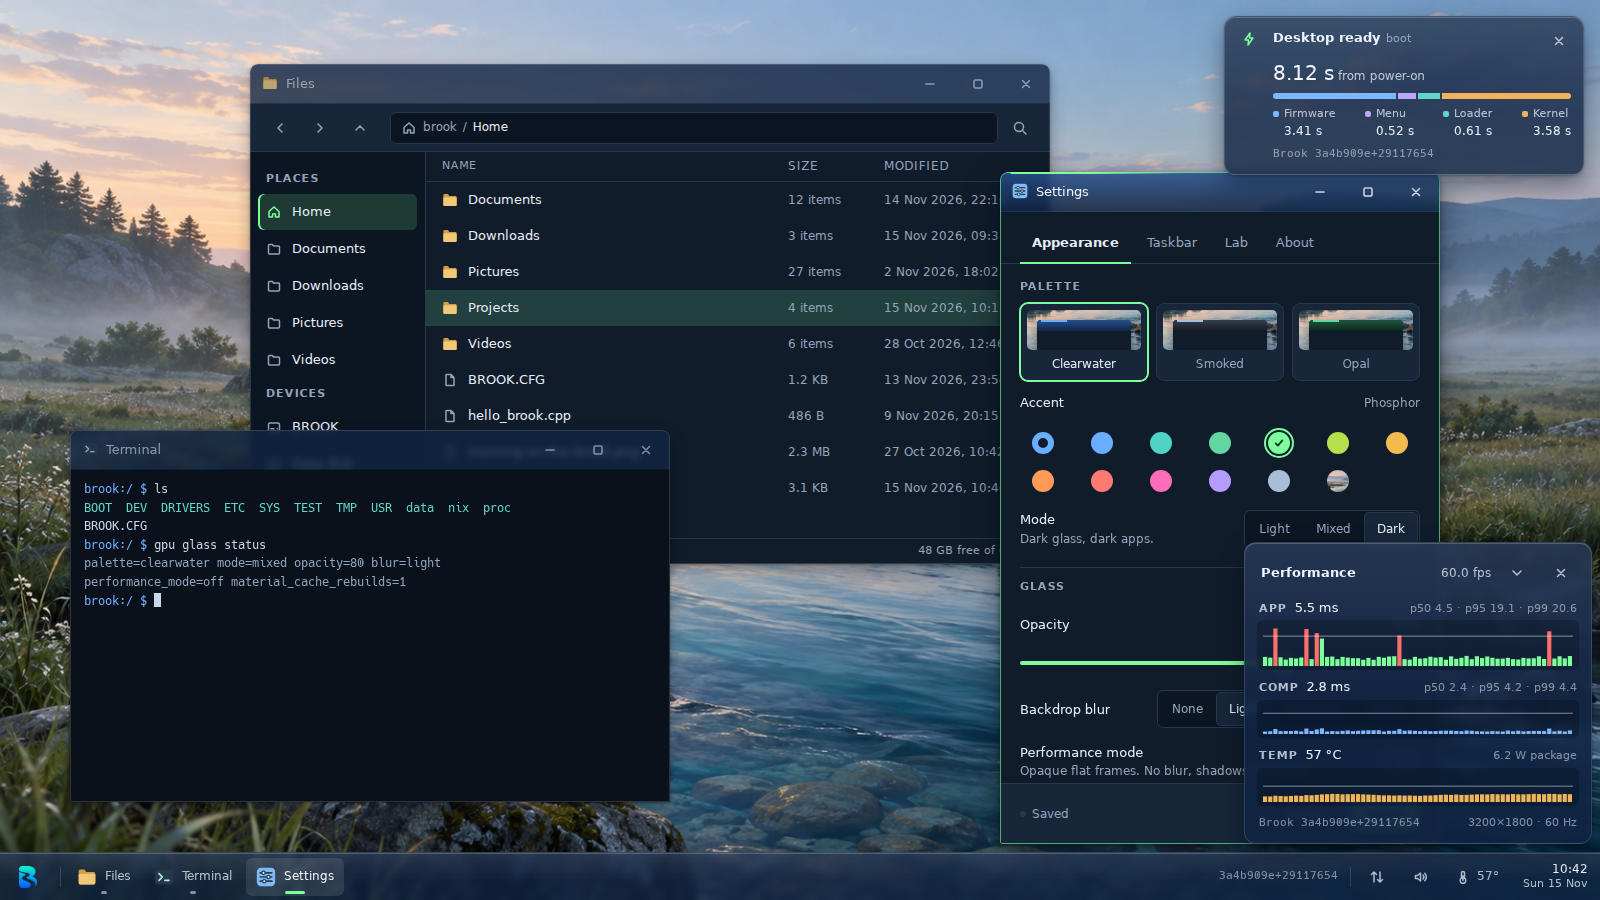 Files
brook / Home
PLACES
Home
Documents
Downloads
Pictures
Videos
DEVICES
BROOK
NAME SIZE MODIFIED
Documents 12 items 14 Nov 2026, 22:1
Downloads 3 items 15 Nov 2026, 09:3
Pictures 27 items 2 Nov 2026, 18:02
Projects 4 items 15 Nov 2026, 10:1
Videos 6 items 28 Oct 2026, 12:46
BROOK.CFG 1.2 KB 13 Nov 2026, 23:5
hello_brook.cpp 486 B 9 Nov 2026, 20:15
2.3 MB 27 Oct 2026, 10:42
3.1 KB 15 Nov 2026, 10:4
48 GB free of
Terminal
brook:/ $ ls
BOOT DEV DRIVERS ETC SYS TEST TMP USR data nix proc
BROOK.CFG
brook:/ $ gpu glass status
palette=clearwater mode=mixed opacity=80 blur=light
performance_mode=off material_cache_rebuilds=1
brook:/ $
Desktop ready boot
8.12 s from power-on
Firmware Menu Loader Kernel
3.41 s 0.52 s 0.61 s 3.58 s
Brook 3a4b909e+29117654
Settings
Appearance Taskbar Lab About
PALETTE
Clearwater Smoked Opal
Accent Phosphor
Mode
Dark glass, dark apps.
Light Mixed Dark
GLASS
Opacity
Backdrop blur None Lig
Performance mode
Opaque flat frames. No blur, shadows
Saved
Performance 60.0 fps
APP 5.5 ms p50 4.5 · p95 19.1 · p99 20.6
COMP 2.8 ms p50 2.4 · p95 4.2 · p99 4.4
TEMP 57 °C 6.2 W package
Brook 3a4b909e+29117654 3200×1800 · 60 Hz
Files Terminal Settings
3a4b909e+29117654 57° 10:42
Sun 15 Nov